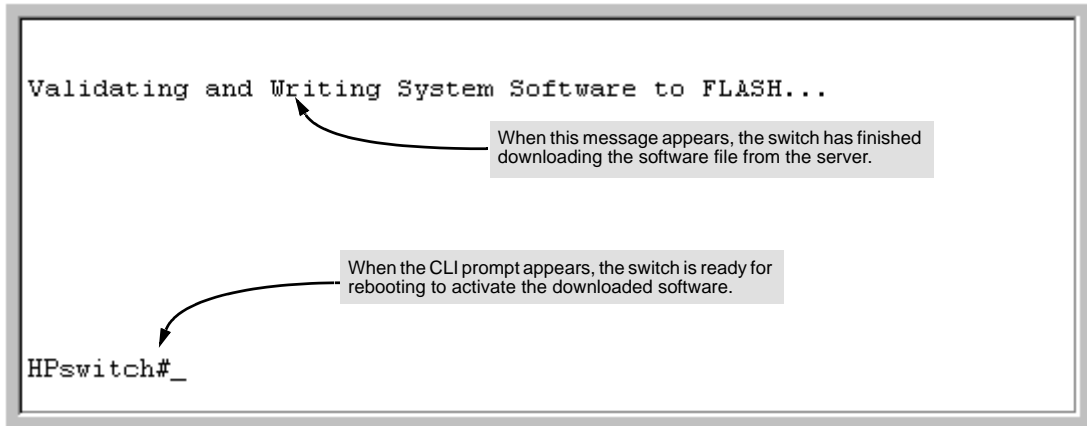 Validating and Writing System Software to FLASH...
When this message appears, the switch has finished
downloading the software file from the server.
When the CLI prompt appears, the switch is ready for
rebooting to activate the downloaded software.
HPswitch#_